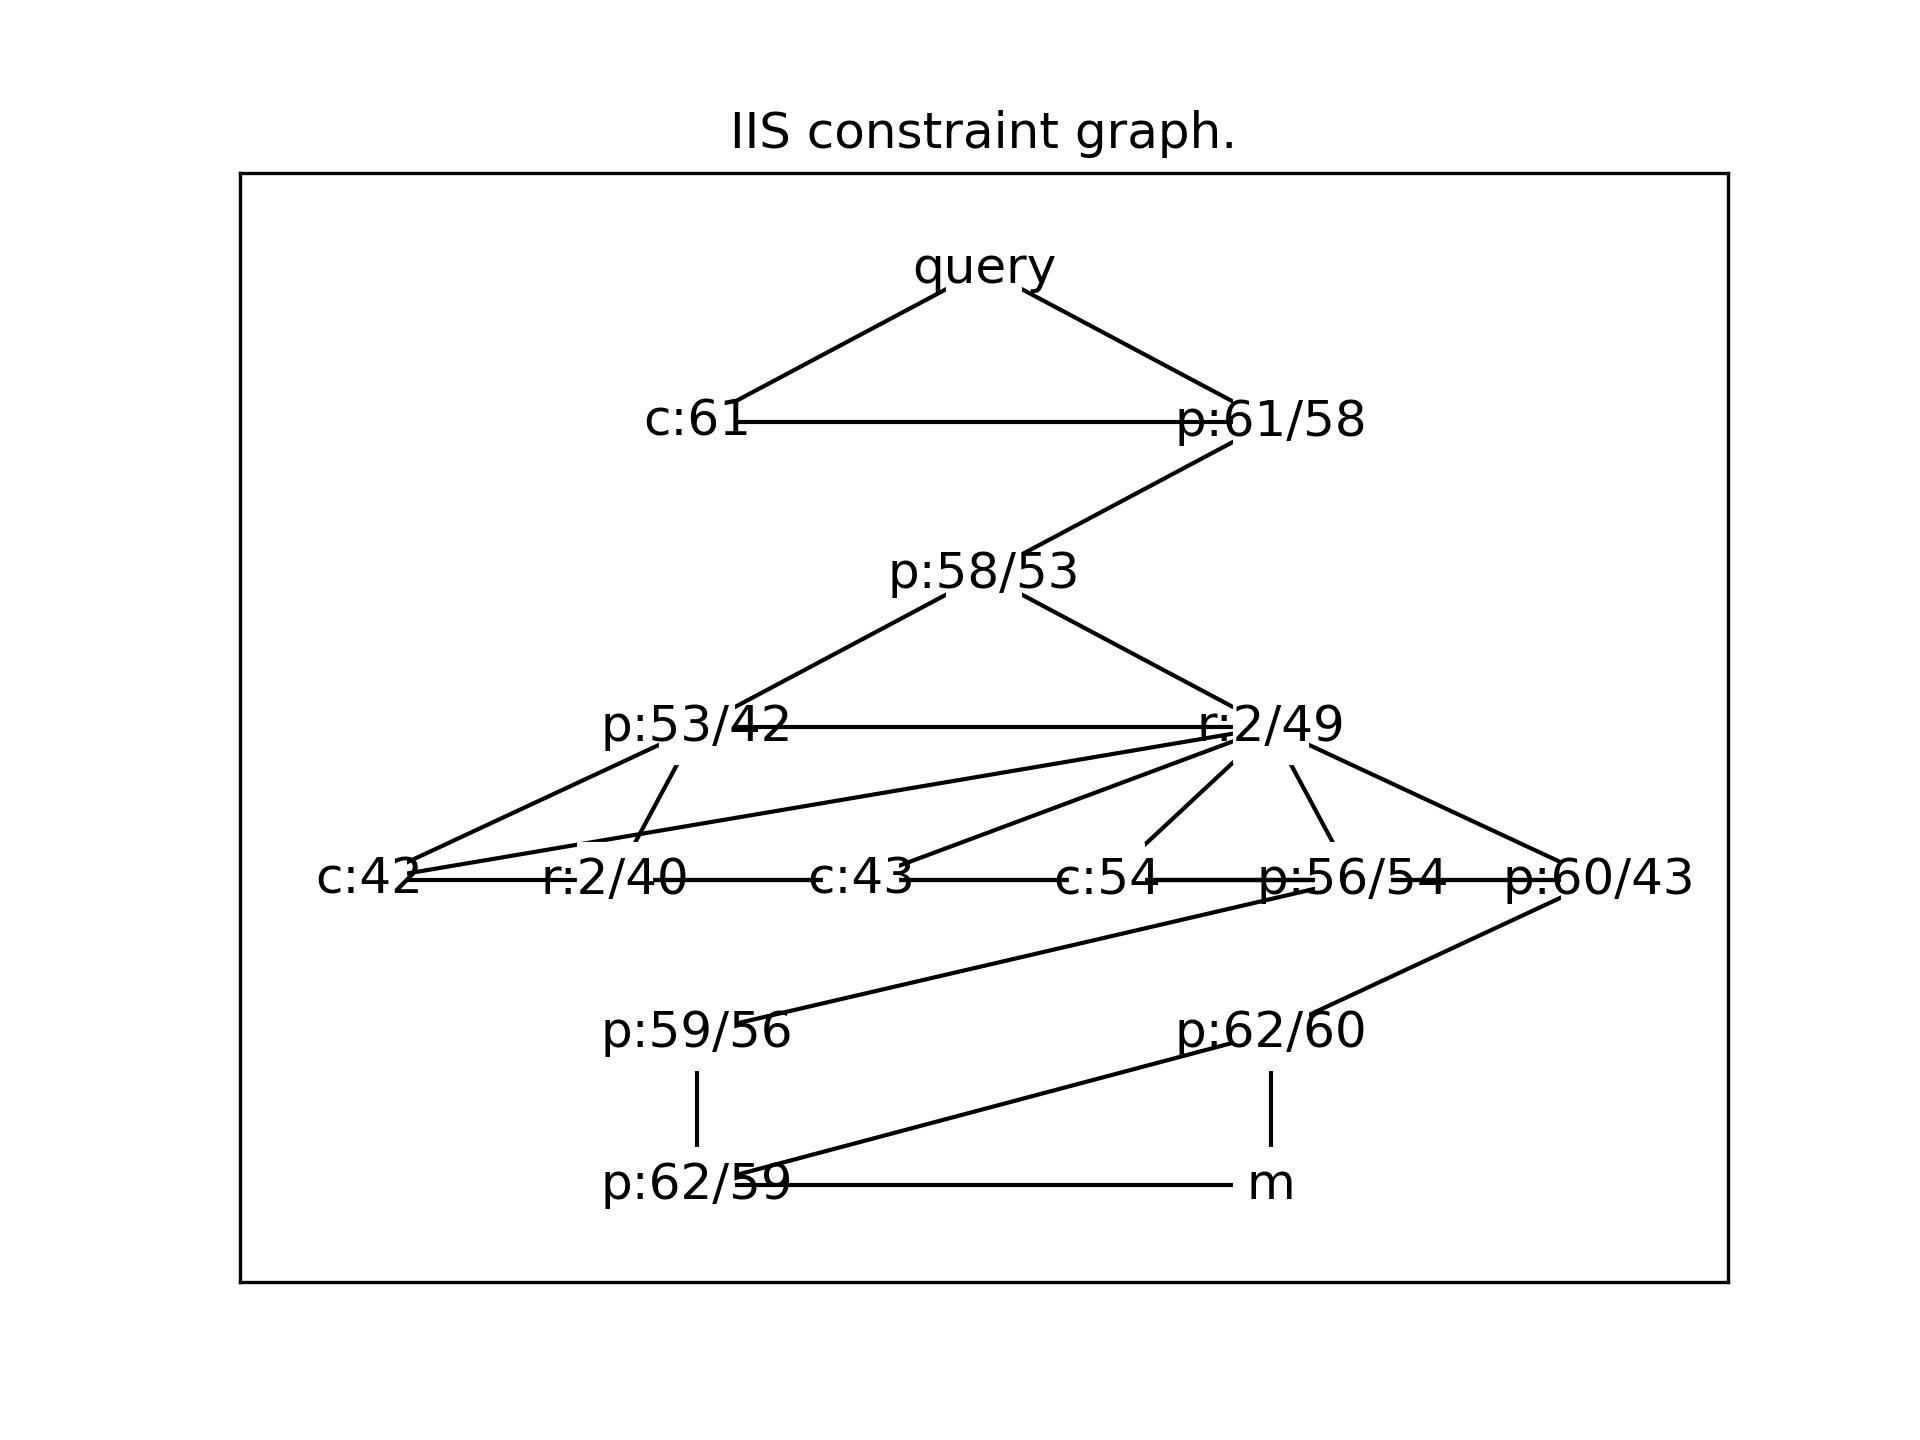 IIS constraint graph.
query
c:61 p:61/58
p:58/53
p:53/42 r:2/49
c:42 r:2/40 c:43 c:54 p:56/54 p:60/43
p:59/56 p:62/60
p:62/59 m